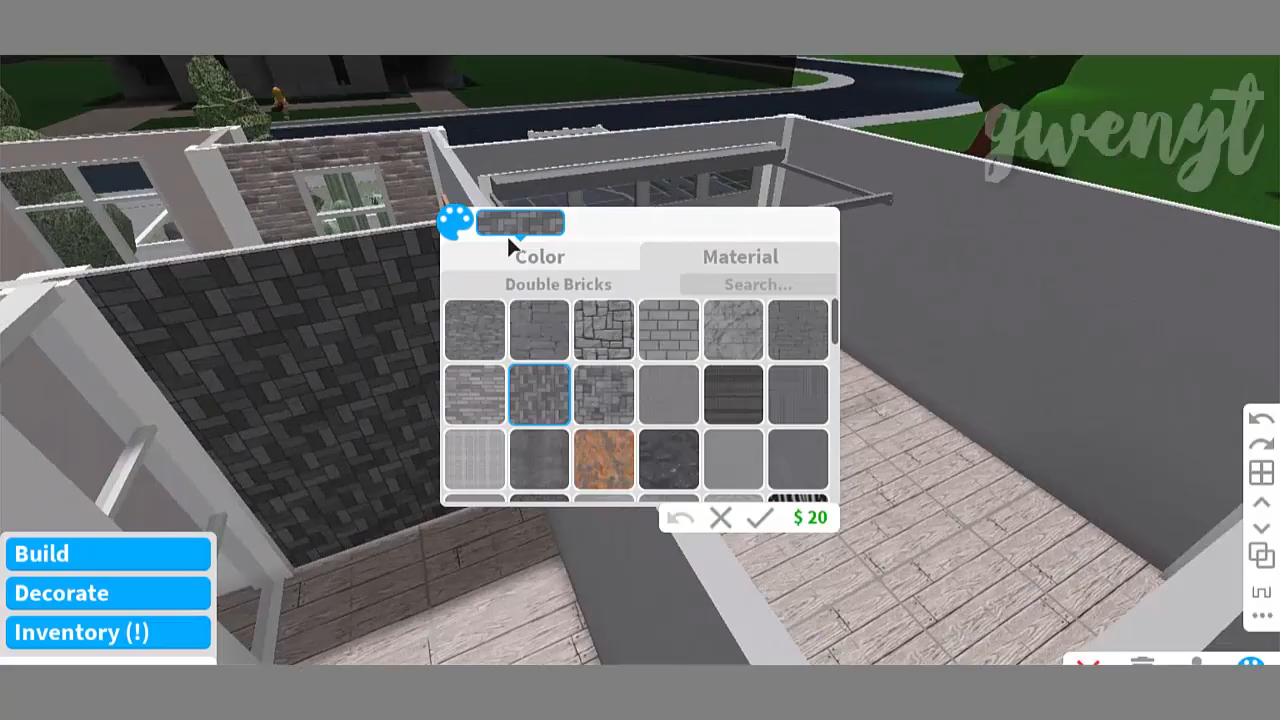 gwenyt
Color
Material
Double Bricks
Search...
$ 20
Build
Decorate
Inventory (!)